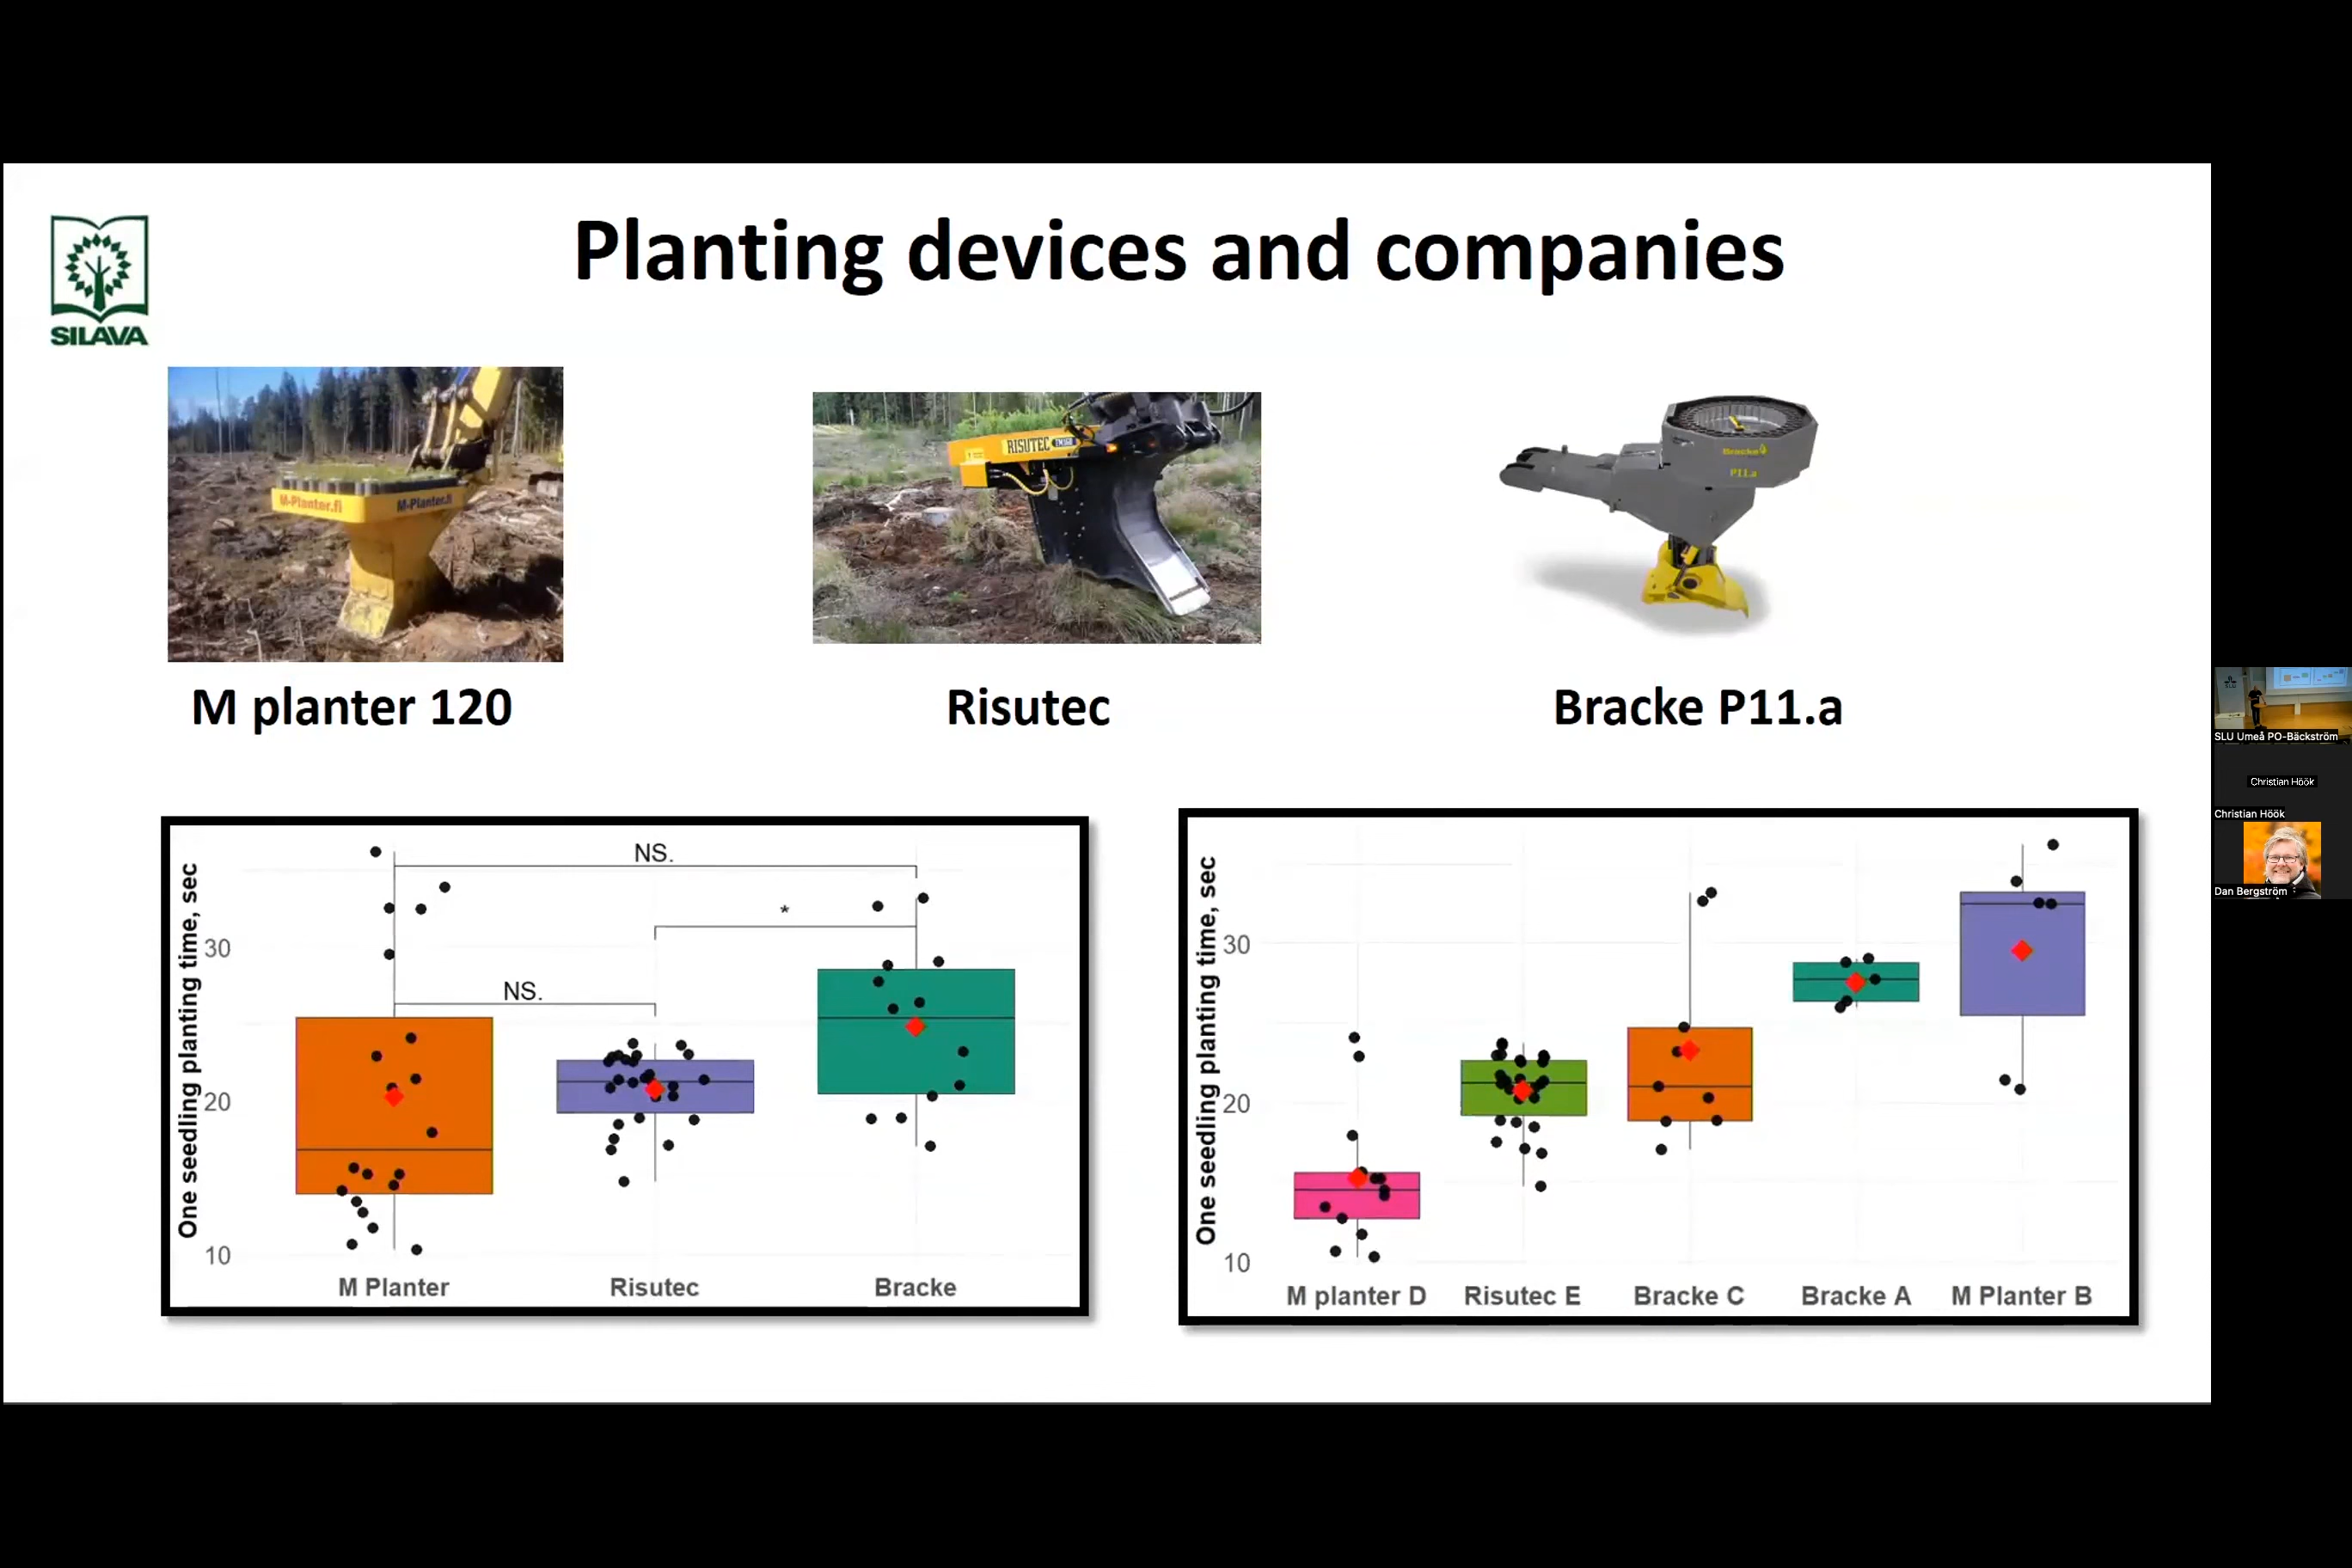 Planting devices and companies
SILAVA
M-Planter.fi
M-Planter.fi
RISUTEC
Bracke
P11.a
M planter 120
Risutec
Bracke P11.a
One seedling planting time, sec
30
20
10
NS.
*
NS.
M Planter
Risutec
Bracke
One seedling planting time, sec
30
20
10
M planter D
Risutec E
Bracke C
Bracke A
M Planter B
SLU Umeå PO-Bäckström
Christian Höök
Christian Höök
Dan Bergström